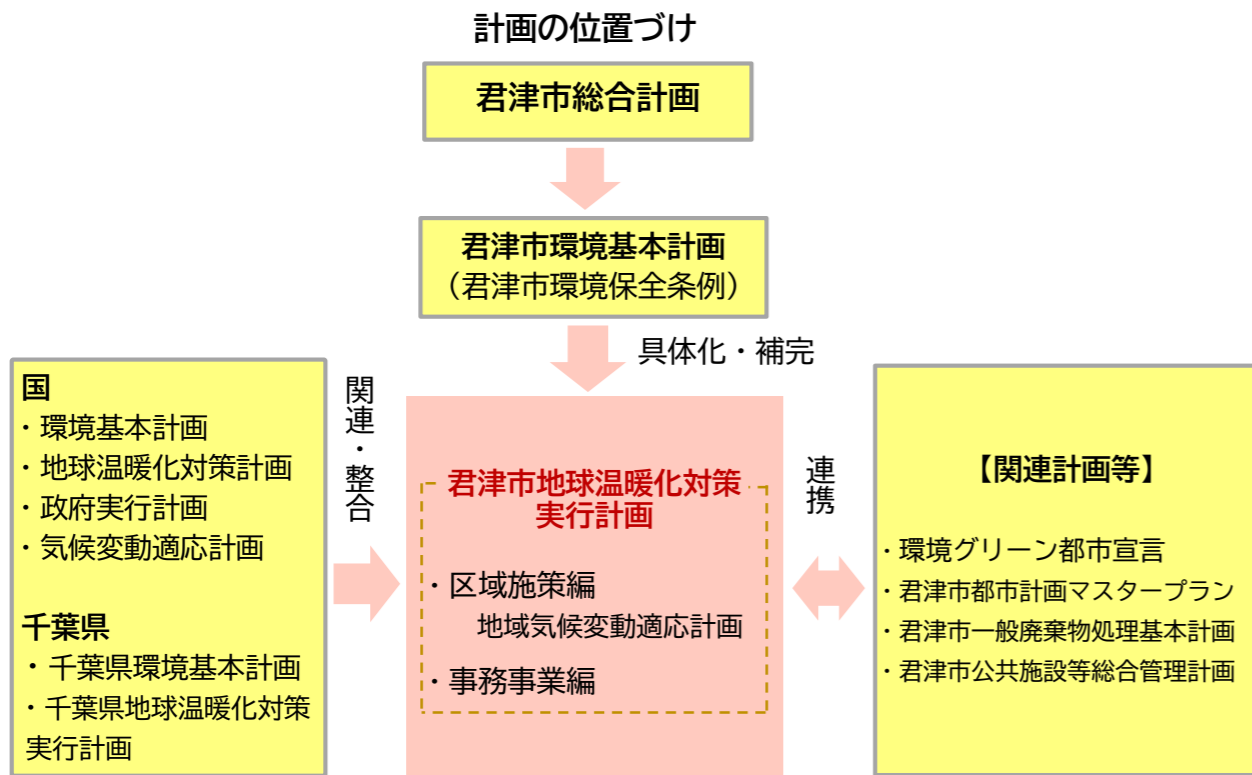 計画の位置づけ
君津市総合計画
君津市環境基本計画
（君津市環境保全条例）
具体化・補完
国
・環境基本計画
・地球温暖化対策計画
・政府実行計画
・気候変動適応計画
千葉県
・千葉県環境基本計画
・千葉県地球温暖化対策
実行計画
関連・整合
君津市地球温暖化対策
実行計画
・区域施策編
地域気候変動適応計画
・事務事業編
連携
【関連計画等】
・環境グリーン都市宣言
・君津市都市計画マスタープラン
・君津市一般廃棄物処理基本計画
・君津市公共施設等総合管理計画